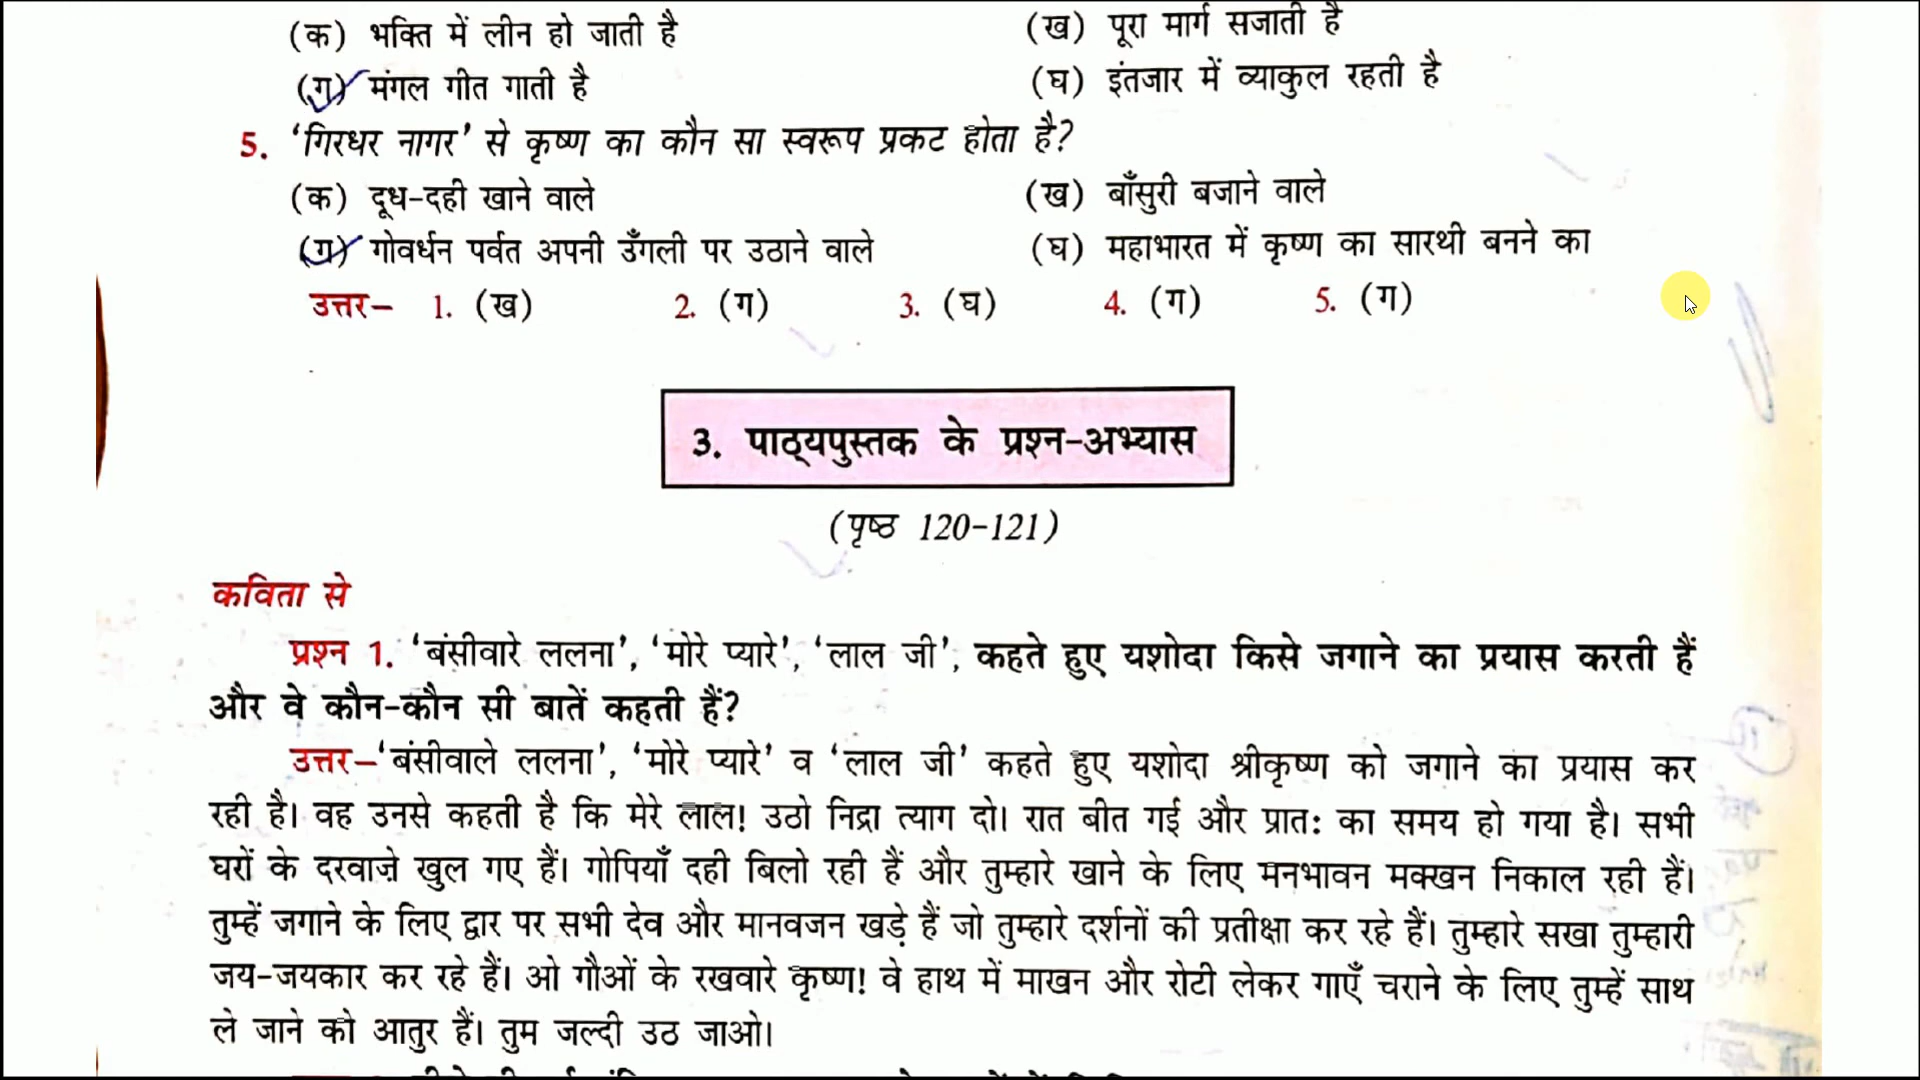 (क) भक्ति में लीन हो जाती है (ख) पूरा मार्ग सजाती है
(ग) मंगल गीत गाती है (घ) इंतजार में व्याकुल रहती है
5. ‘गिरधर नागर’ से कृष्ण का कौन सा स्वरूप प्रकट होता है?
(क) दूध-दही खाने वाले (ख) बाँसुरी बजाने वाले
(ग) गोवर्धन पर्वत अपनी उँगली पर उठाने वाले (घ) महाभारत में कृष्ण का सारथी बनने का
उत्तर– 1. (ख) 2. (ग) 3. (घ) 4. (ग) 5. (ग)
3. पाठ्यपुस्तक के प्रश्न-अभ्यास
(पृष्ठ 120-121)
कविता से
प्रश्न 1. ‘बंसीवारे ललना’, ‘मोरे प्यारे’, ‘लाल जी’, कहते हुए यशोदा किसे जगाने का प्रयास करती हैं
और वे कौन-कौन सी बातें कहती हैं?
उत्तर–‘बंसीवाले ललना’, ‘मोरे प्यारे’ व ‘लाल जी’ कहते हुए यशोदा श्रीकृष्ण को जगाने का प्रयास कर
रही है। वह उनसे कहती है कि मेरे लाल! उठो निद्रा त्याग दो। रात बीत गई और प्रातः का समय हो गया है। सभी
घरों के दरवाज़े खुल गए हैं। गोपियाँ दही बिलो रही हैं और तुम्हारे खाने के लिए मनभावन मक्खन निकाल रही हैं।
तुम्हें जगाने के लिए द्वार पर सभी देव और मानवजन खड़े हैं जो तुम्हारे दर्शनों की प्रतीक्षा कर रहे हैं। तुम्हारे सखा तुम्हारी
जय-जयकार कर रहे हैं। ओ गौओं के रखवारे कृष्ण! वे हाथ में माखन और रोटी लेकर गाएँ चराने के लिए तुम्हें साथ
ले जाने को आतुर हैं। तुम जल्दी उठ जाओ।